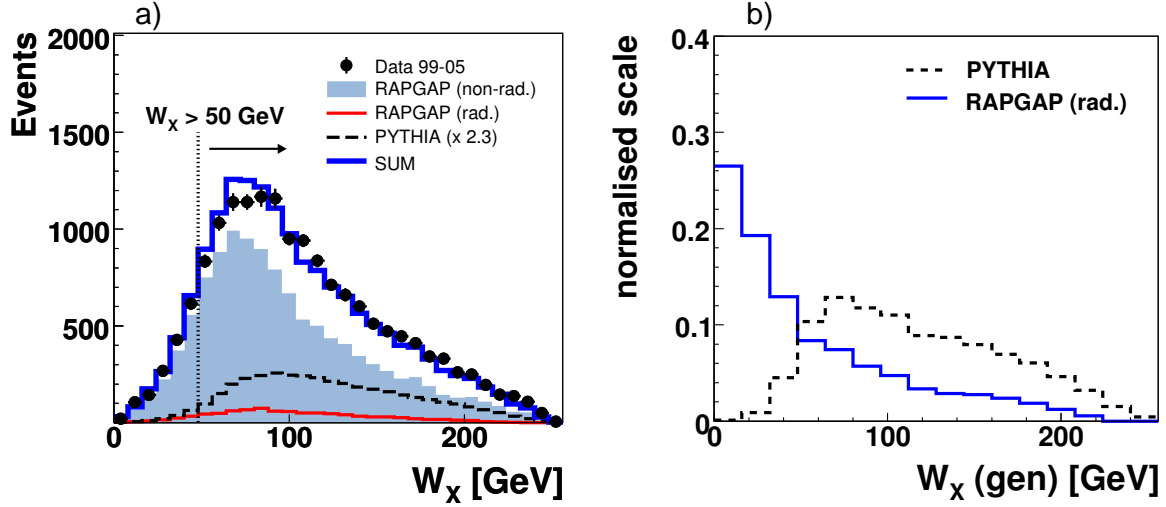 a)
Events
2000
1500
1000
500
0
0
100
200
W_X [GeV]
W_X > 50 GeV
Data 99-05
RAPGAP (non-rad.)
RAPGAP (rad.)
PYTHIA (x 2.3)
SUM
b)
normalised scale
0.4
0.3
0.2
0.1
0
0
100
200
W_X (gen) [GeV]
PYTHIA
RAPGAP (rad.)